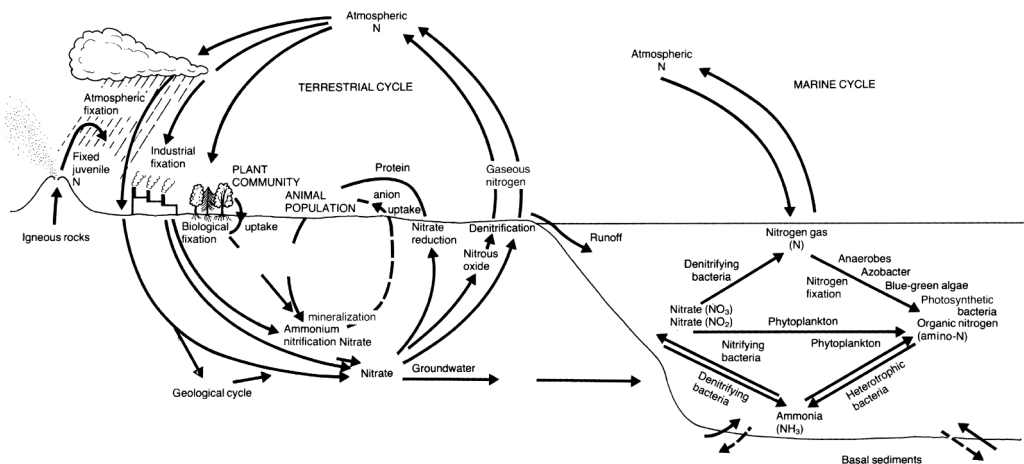 Atmospheric
N
TERRESTRIAL CYCLE
Atmospheric
fixation
Fixed
juvenile
N
Industrial
fixation
Igneous rocks
PLANT
COMMUNITY
ANIMAL
POPULATION
Biological
fixation
uptake
Protein
anion
uptake
Gaseous
nitrogen
Nitrate
reduction
Denitrification
Nitrous
oxide
mineralization
Ammonium
nitrification Nitrate
Nitrate
Groundwater
Geological cycle
Runoff
Atmospheric
N
MARINE CYCLE
Nitrogen gas
(N)
Denitrifying
bacteria
Nitrogen
fixation
Anaerobes
Azobacter
Blue-green algae
Photosynthetic
bacteria
Nitrate (NO₃)
Nitrate (NO₂)
Phytoplankton
Organic nitrogen
(amino-N)
Nitrifying
bacteria
Phytoplankton
Denitrifying
bacteria
Heterotrophic
bacteria
Ammonia
(NH₃)
Basal sediments